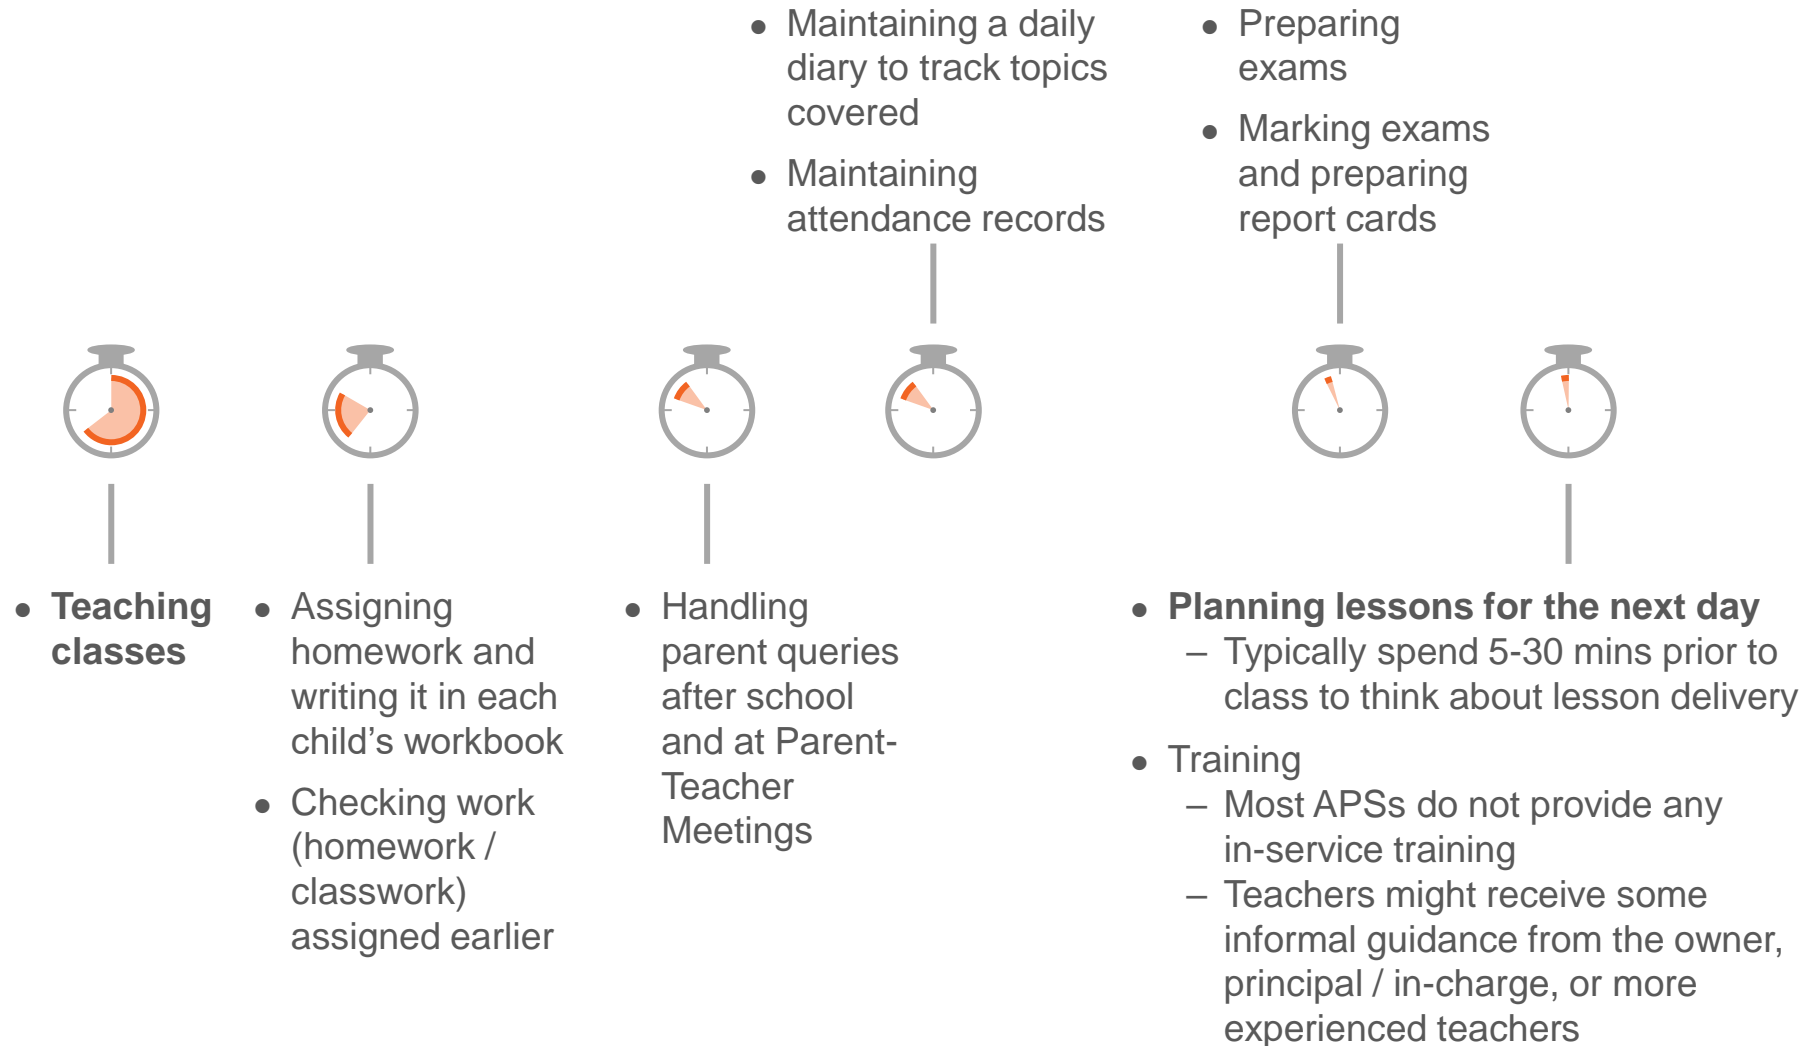 ● Maintaining a daily
diary to track topics
covered
● Maintaining
attendance records
● Preparing
exams
● Marking exams
and preparing
report cards
● Teaching
classes
● Assigning
homework and
writing it in each
child’s workbook
● Checking work
(homework /
classwork)
assigned earlier
● Handling
parent queries
after school
and at Parent-
Teacher
Meetings
● Planning lessons for the next day
– Typically spend 5-30 mins prior to
class to think about lesson delivery
● Training
– Most APSs do not provide any
in-service training
– Teachers might receive some
informal guidance from the owner,
principal / in-charge, or more
experienced teachers